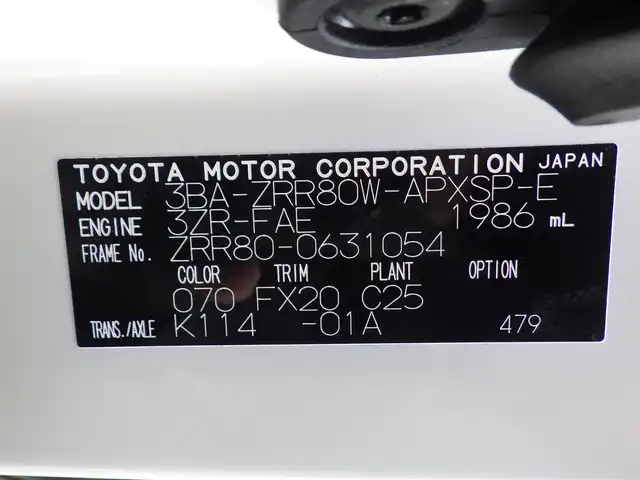 TOYOTA MOTOR CORPORATION JAPAN
MODEL 3BA-ZRR80W-APXSP-E
ENGINE 3ZR-FAE 1986 mL
FRAME No. ZRR80-0631054
COLOR TRIM PLANT OPTION
070 FX20 C25
TRANS./AXLE K114 -01A 479